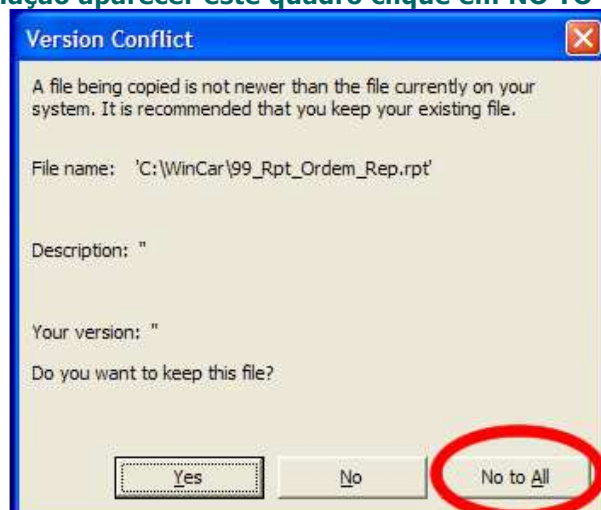 aparecer este quadro clique em NO TO
Version Conflict
A file being copied is not newer than the file currently on your
system. It is recommended that you keep your existing file.
File name: 'C:\WinCar\99_Rpt_Ordem_Rep.rpt'
Description: "
Your version: "
Do you want to keep this file?
Yes No No to All